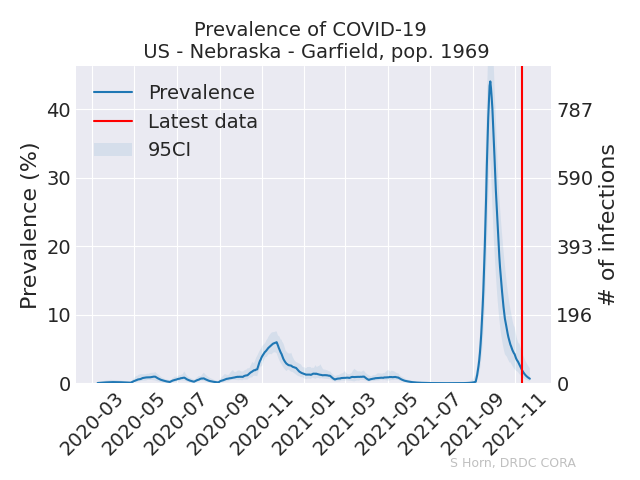 Prevalence of COVID-19
US - Nebraska - Garfield, pop. 1969
Prevalence
Latest data
95CI
Prevalence (%)
40
30
20
10
0
787
590
393
196
0
# of infections
2020-03
2020-05
2020-07
2020-09
2020-11
2021-01
2021-03
2021-05
2021-07
2021-09
2021-11
S Horn, DRDC CORA